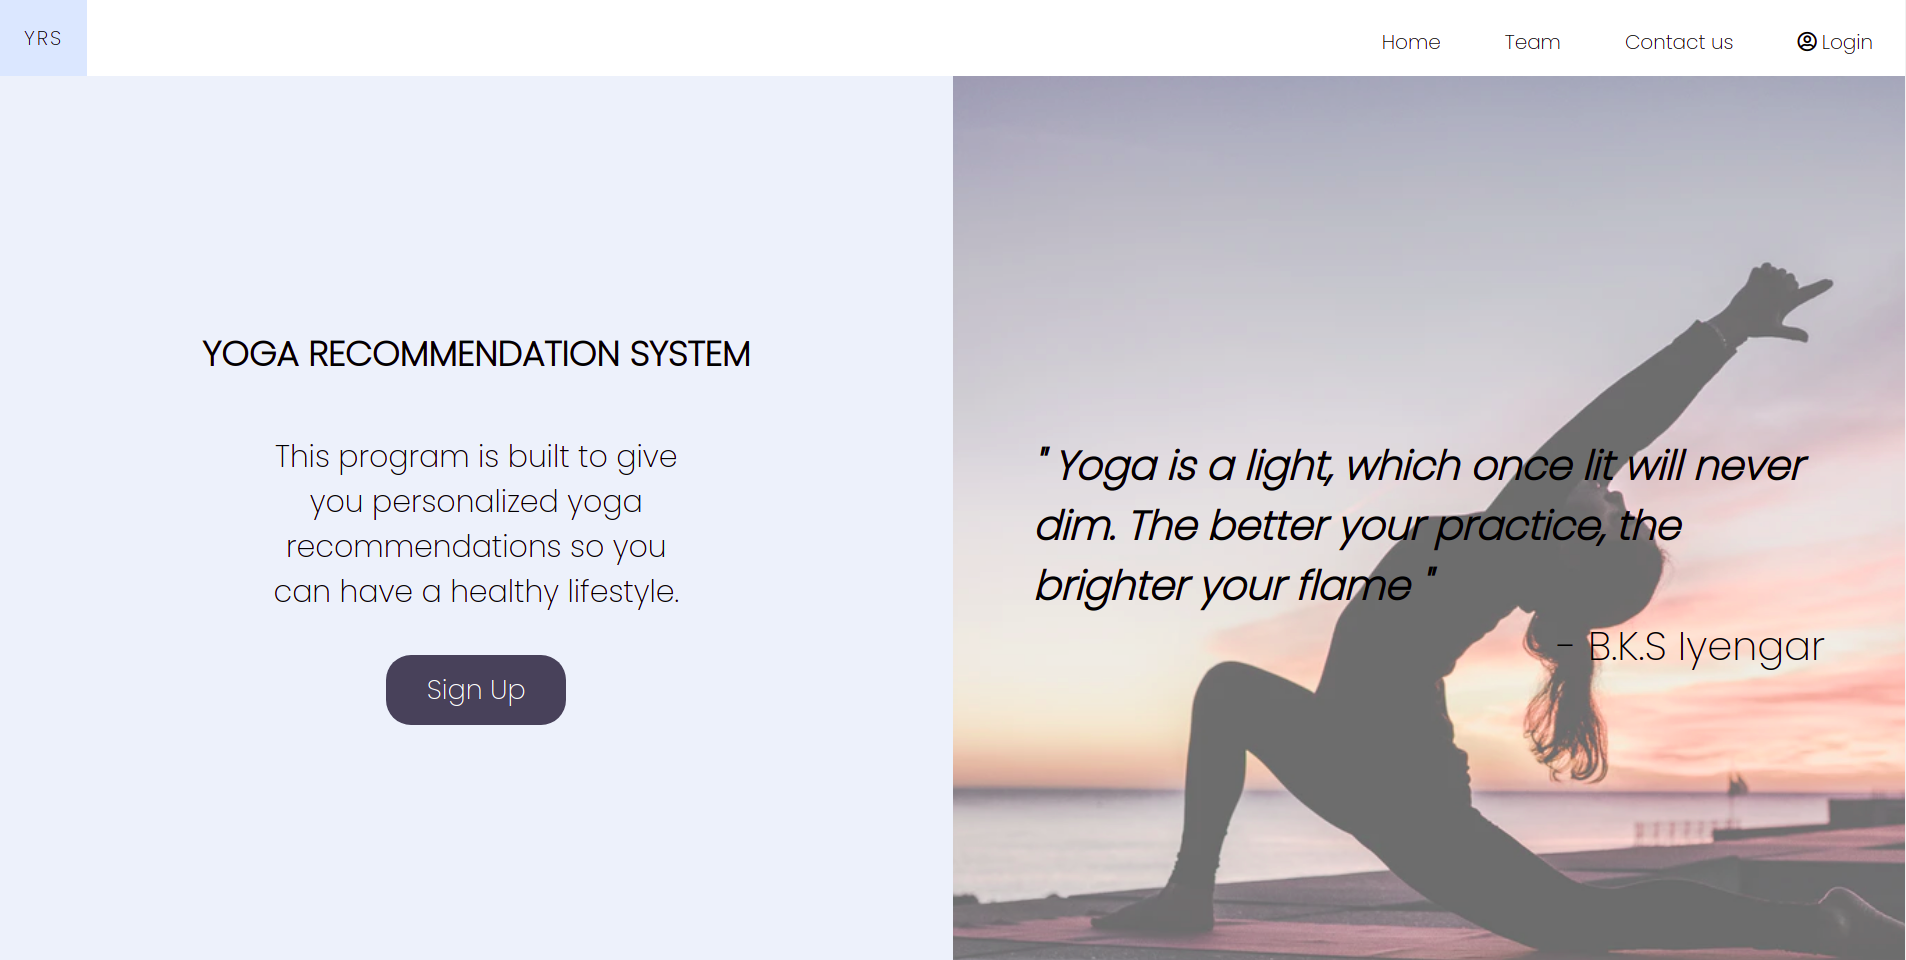 YRS
Home
Team
Contact us
Login
YOGA RECOMMENDATION SYSTEM
This program is built to give
you personalized yoga
recommendations so you
can have a healthy lifestyle.
Sign Up
" Yoga is a light, which once lit will never
dim. The better your practice, the
brighter your flame "
- B.K.S Iyengar